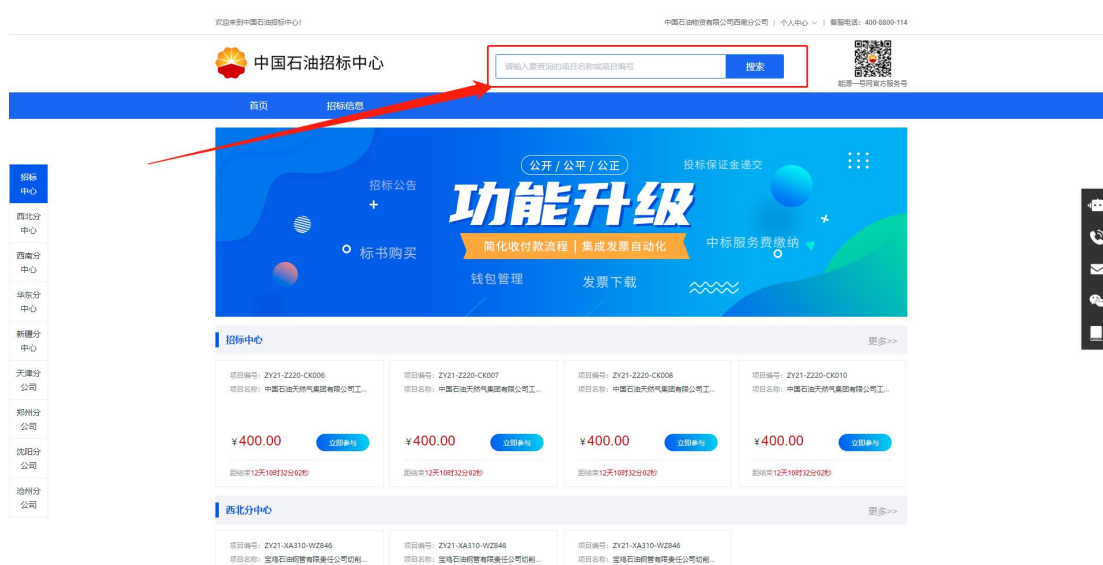 欢迎来到中国石油招标中心!
中国石油物资有限公司西南分公司 | 个人中心 | 客服电话: 400-8800-114
中国石油招标中心
请输入要查询的项目名称或项目编号
搜索
能源一号网官方服务号
首页
招标信息
招标
中心
西北分
中心
西南分
中心
华东分
中心
新疆分
中心
天津分
公司
郑州分
公司
沈阳分
公司
沧州分
公司
公开 / 公平 / 公正
投标保证金递交
招标公告
功能升级
简化收付款流程 | 集成发票自动化
标书购买
中标服务费缴纳
钱包管理
发票下载
招标中心
更多>>
项目编号: ZY21-Z220-CK006
项目名称: 中国石油天然气集团有限公司工...
¥400.00
立即参与
距结束12天10时32分02秒
项目编号: ZY21-Z220-CK007
项目名称: 中国石油天然气集团有限公司工...
¥400.00
立即参与
距结束12天10时32分02秒
项目编号: ZY21-Z220-CK008
项目名称: 中国石油天然气集团有限公司工...
¥400.00
立即参与
距结束12天10时32分02秒
项目编号: ZY21-Z220-CK010
项目名称: 中国石油天然气集团有限公司工...
¥400.00
立即参与
距结束12天10时32分02秒
西北分中心
更多>>
项目编号: ZY21-XA310-WZ846
项目名称: 宝鸡石油钢管有限责任公司切削...
项目编号: ZY21-XA310-WZ846
项目名称: 宝鸡石油钢管有限责任公司切削...
项目编号: ZY21-XA310-WZ846
项目名称: 宝鸡石油钢管有限责任公司切削...